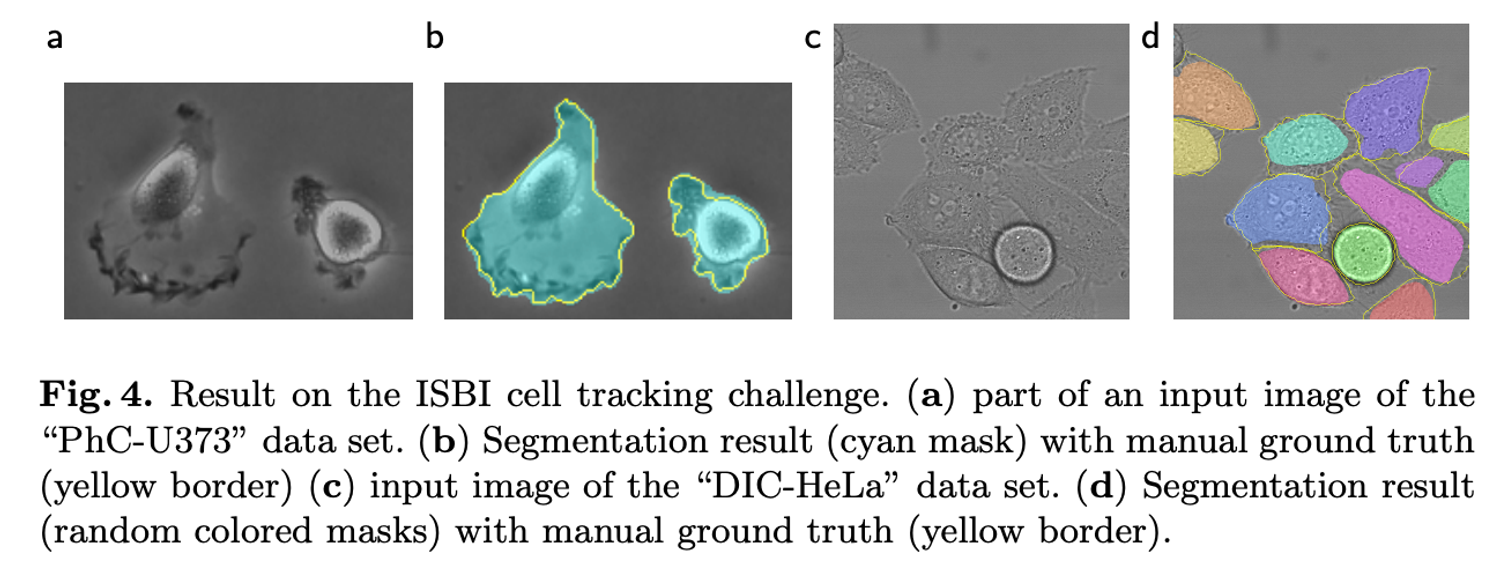 a
b
c
d
Fig. 4. Result on the ISBI cell tracking challenge. (a) part of an input image of the
“PhC-U373” data set. (b) Segmentation result (cyan mask) with manual ground truth
(yellow border) (c) input image of the “DIC-HeLa” data set. (d) Segmentation result
(random colored masks) with manual ground truth (yellow border).